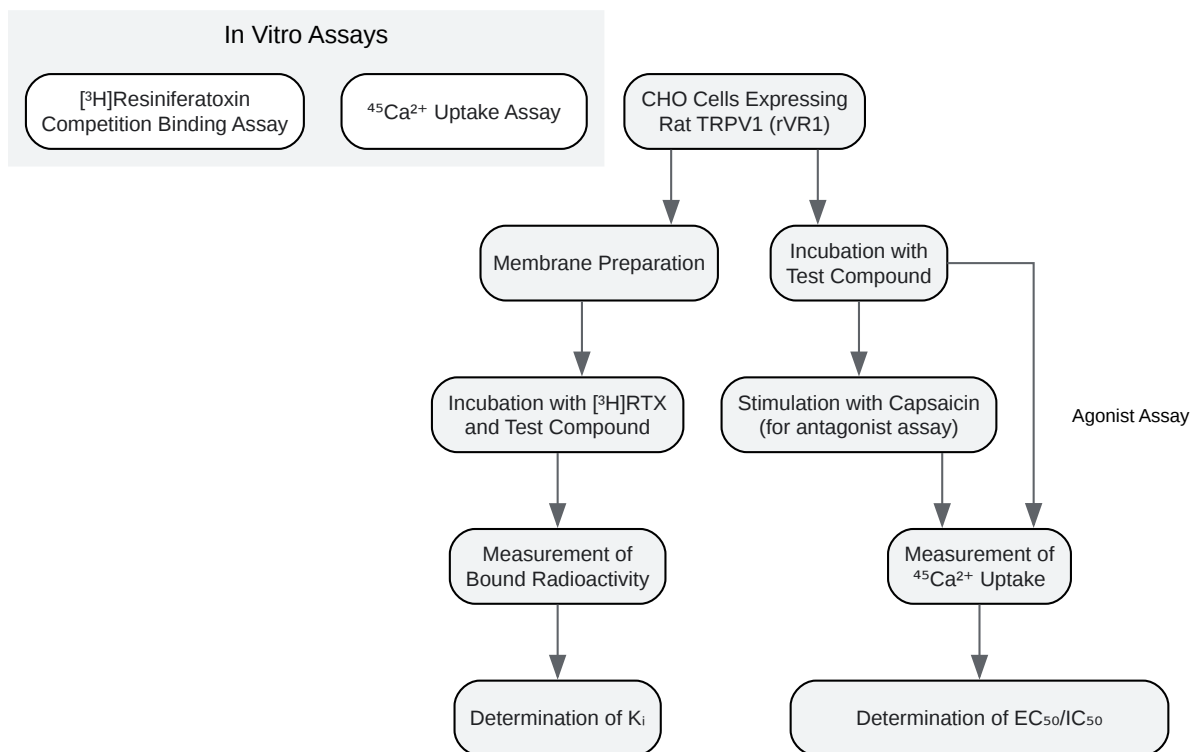 In Vitro Assays
[³H]Resiniferatoxin
Competition Binding Assay
⁴⁵Ca²⁺ Uptake Assay
CHO Cells Expressing
Rat TRPV1 (rVR1)
Membrane Preparation
Incubation with
Test Compound
Incubation with [³H]RTX
and Test Compound
Stimulation with Capsaicin
(for antagonist assay)
Agonist Assay
Measurement of
Bound Radioactivity
Measurement of
⁴⁵Ca²⁺ Uptake
Determination of Kᵢ
Determination of EC₅₀/IC₅₀